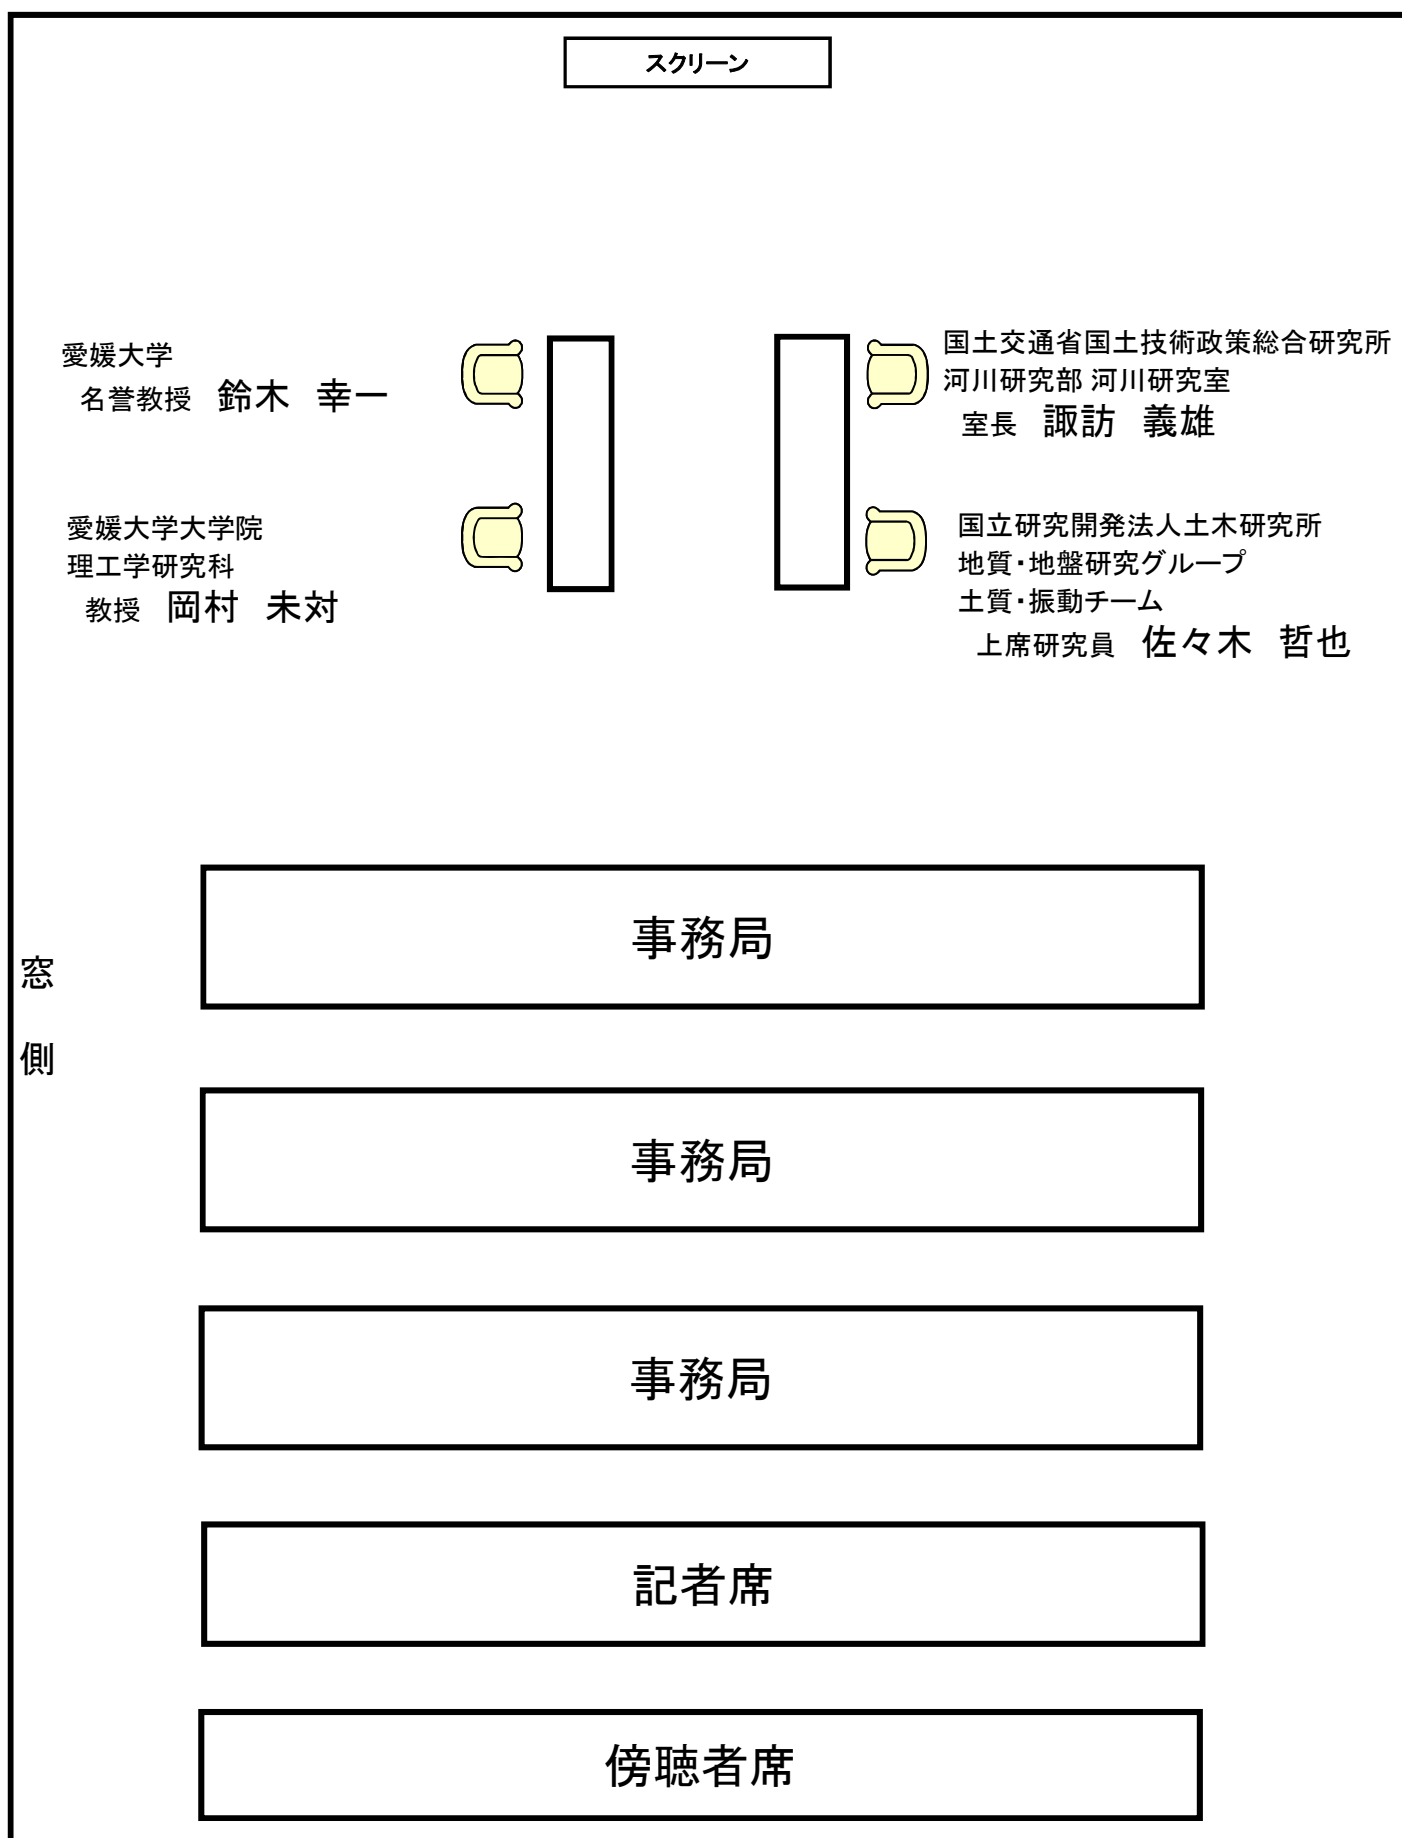 スクリーン
愛媛大学
名誉教授　鈴木　幸一
国土交通省国土技術政策総合研究所
河川研究部 河川研究室
室長　諏訪　義雄
愛媛大学大学院
理工学研究科
教授　岡村　未対
国立研究開発法人土木研究所
地質・地盤研究グループ
土質・振動チーム
上席研究員　佐々木　哲也
事務局
窓
側
事務局
事務局
記者席
傍聴者席